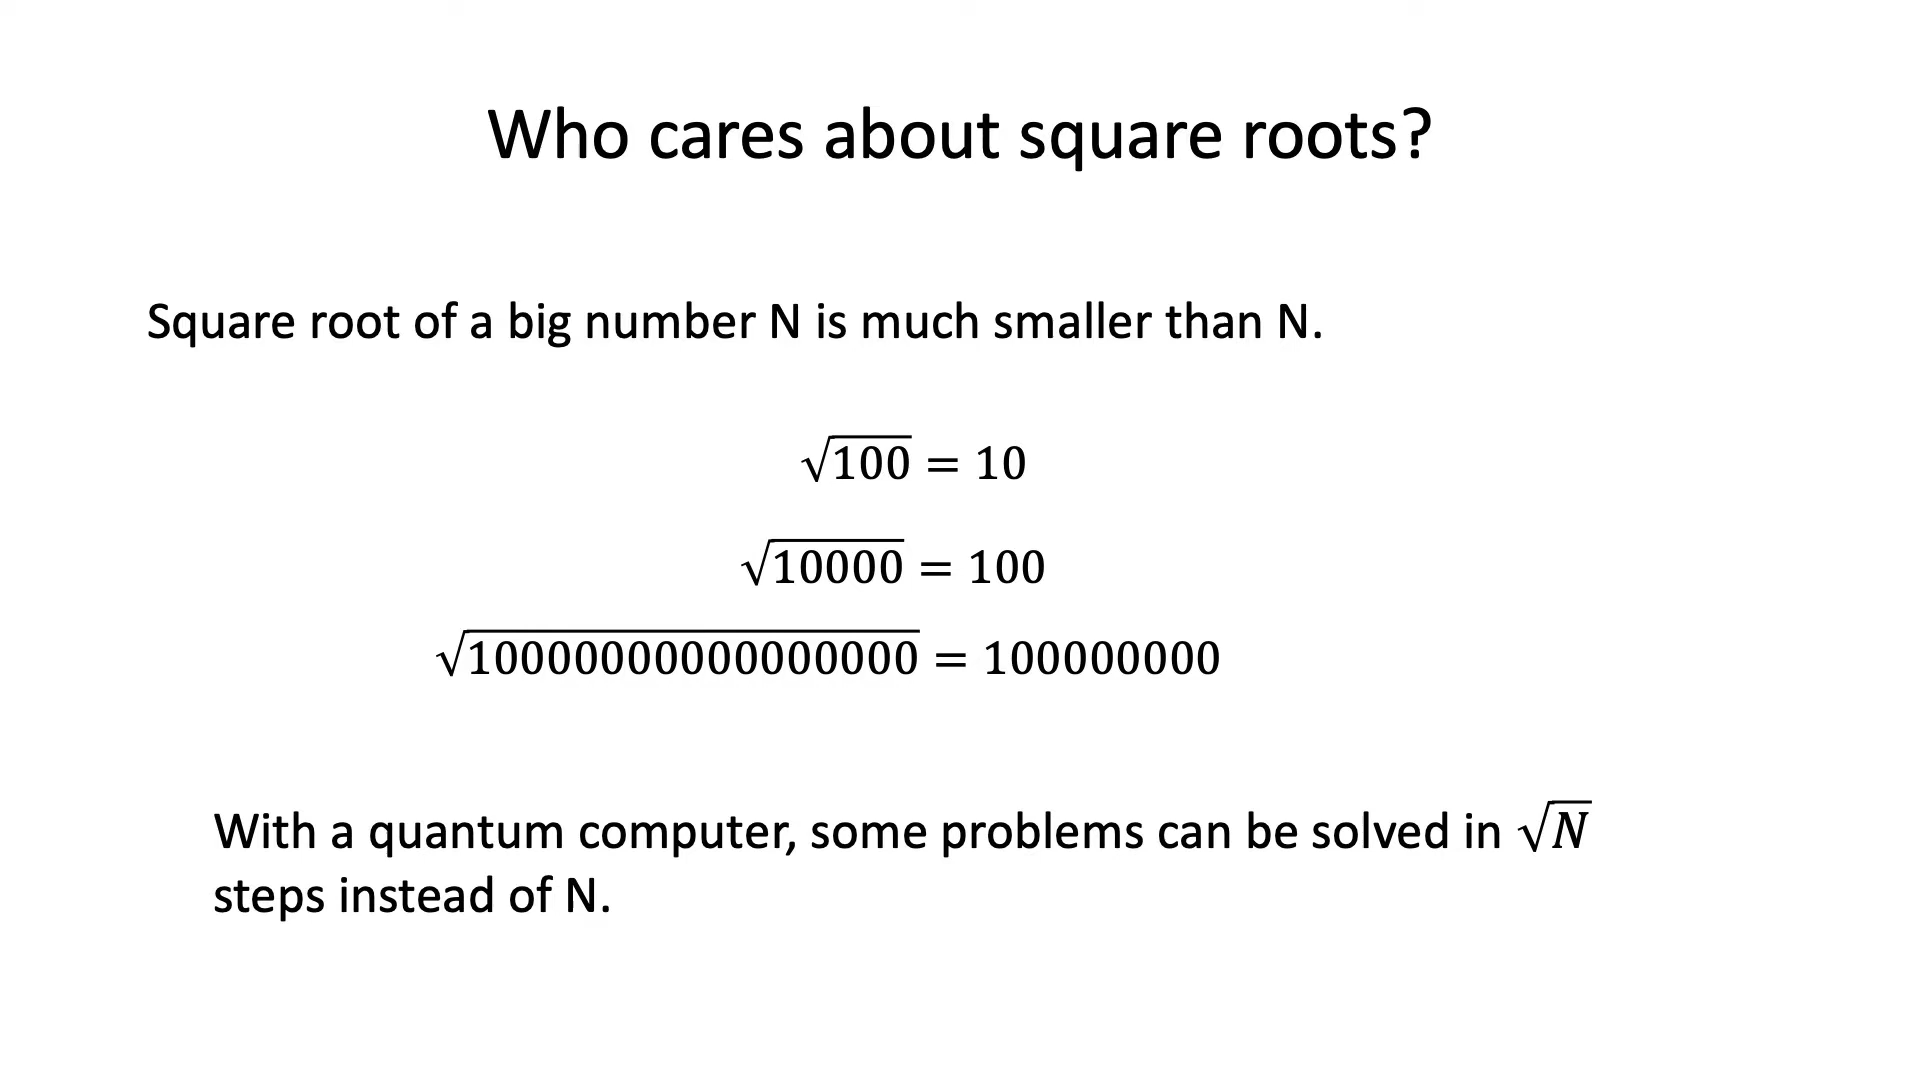 Who cares about square roots?
Square root of a big number N is much smaller than N.
√100 = 10
√10000 = 100
√10000000000000000 = 100000000
With a quantum computer, some problems can be solved in √N
steps instead of N.